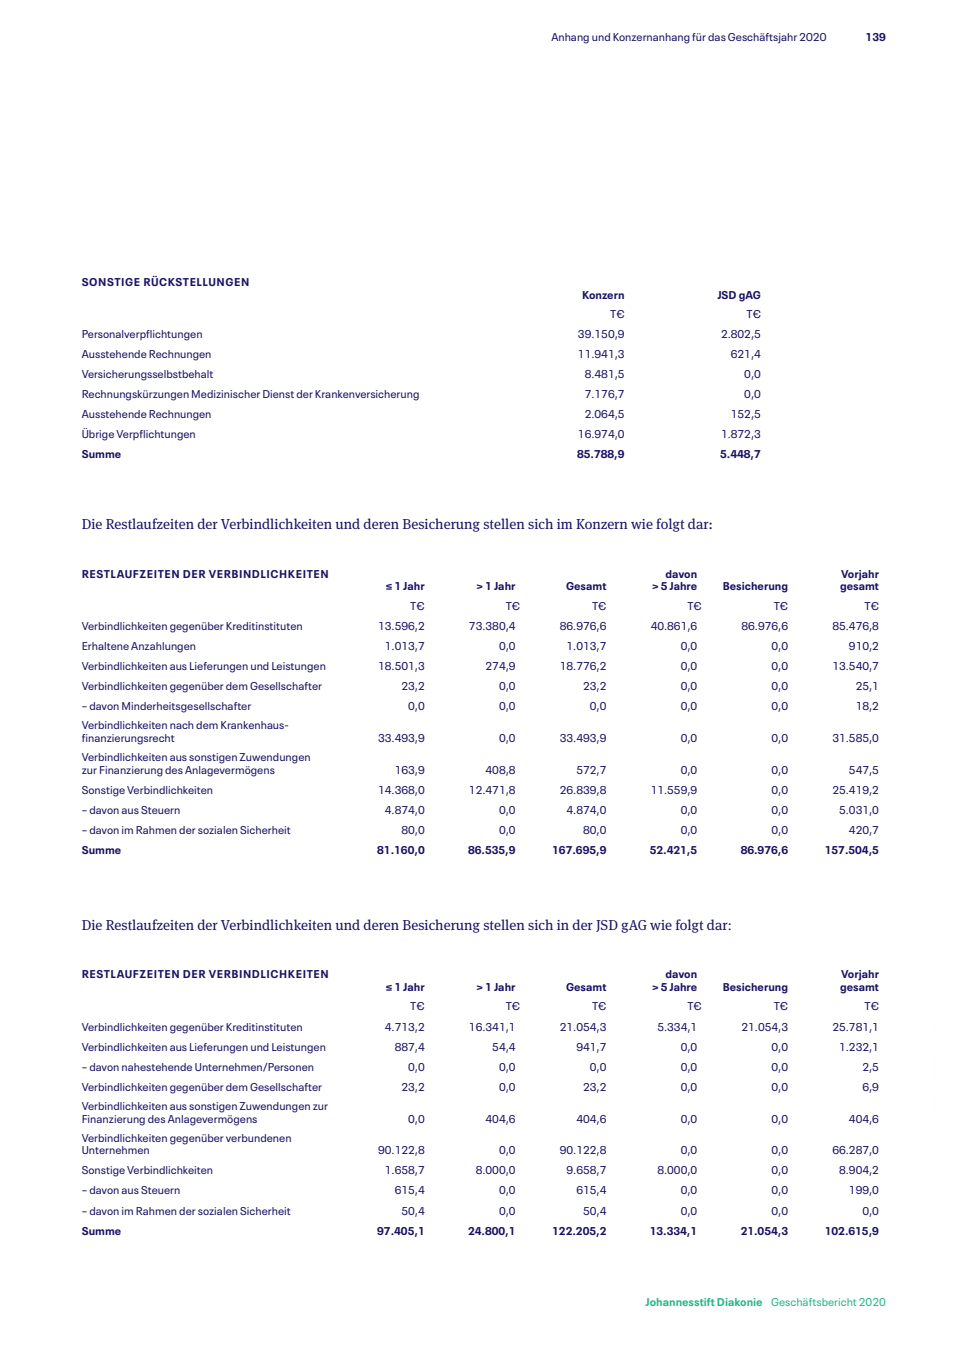 Anhang und Konzernanhang für das Geschäftsjahr 2020 139
SONSTIGE RÜCKSTELLUNGEN
Konzern JSD gAG
T€ T€
Personalverpflichtungen 39.150,9 2.802,5
Ausstehende Rechnungen 11.941,3 621,4
Versicherungsselbstbehalt 8.481,5 0,0
Rechnungskürzungen Medizinischer Dienst der Krankenversicherung 7.176,7 0,0
Ausstehende Rechnungen 2.064,5 152,5
Übrige Verpflichtungen 16.974,0 1.872,3
Summe 85.788,9 5.448,7
Die Restlaufzeiten der Verbindlichkeiten und deren Besicherung stellen sich im Konzern wie folgt dar:
RESTLAUFZEITEN DER VERBINDLICHKEITEN davon Vorjahr
≤ 1 Jahr > 1 Jahr Gesamt > 5 Jahre Besicherung gesamt
T€ T€ T€ T€ T€ T€
Verbindlichkeiten gegenüber Kreditinstituten 13.596,2 73.380,4 86.976,6 40.861,6 86.976,6 85.476,8
Erhaltene Anzahlungen 1.013,7 0,0 1.013,7 0,0 0,0 910,2
Verbindlichkeiten aus Lieferungen und Leistungen 18.501,3 274,9 18.776,2 0,0 0,0 13.540,7
Verbindlichkeiten gegenüber dem Gesellschafter 23,2 0,0 23,2 0,0 0,0 25,1
– davon Minderheitsgesellschafter 0,0 0,0 0,0 0,0 0,0 18,2
Verbindlichkeiten nach dem Krankenhaus-
finanzierungsrecht 33.493,9 0,0 33.493,9 0,0 0,0 31.585,0
Verbindlichkeiten aus sonstigen Zuwendungen
zur Finanzierung des Anlagevermögens 163,9 408,8 572,7 0,0 0,0 547,5
Sonstige Verbindlichkeiten 14.368,0 12.471,8 26.839,8 11.559,9 0,0 25.419,2
– davon aus Steuern 4.874,0 0,0 4.874,0 0,0 0,0 5.031,0
– davon im Rahmen der sozialen Sicherheit 80,0 0,0 80,0 0,0 0,0 420,7
Summe 81.160,0 86.535,9 167.695,9 52.421,5 86.976,6 157.504,5
Die Restlaufzeiten der Verbindlichkeiten und deren Besicherung stellen sich in der JSD gAG wie folgt dar:
RESTLAUFZEITEN DER VERBINDLICHKEITEN davon Vorjahr
≤ 1 Jahr > 1 Jahr Gesamt > 5 Jahre Besicherung gesamt
T€ T€ T€ T€ T€ T€
Verbindlichkeiten gegenüber Kreditinstituten 4.713,2 16.341,1 21.054,3 5.334,1 21.054,3 25.781,1
Verbindlichkeiten aus Lieferungen und Leistungen 887,4 54,4 941,7 0,0 0,0 1.232,1
– davon nahestehende Unternehmen/Personen 0,0 0,0 0,0 0,0 0,0 2,5
Verbindlichkeiten gegenüber dem Gesellschafter 23,2 0,0 23,2 0,0 0,0 6,9
Verbindlichkeiten aus sonstigen Zuwendungen zur
Finanzierung des Anlagevermögens 0,0 404,6 404,6 0,0 0,0 404,6
Verbindlichkeiten gegenüber verbundenen
Unternehmen 90.122,8 0,0 90.122,8 0,0 0,0 66.287,0
Sonstige Verbindlichkeiten 1.658,7 8.000,0 9.658,7 8.000,0 0,0 8.904,2
– davon aus Steuern 615,4 0,0 615,4 0,0 0,0 199,0
– davon im Rahmen der sozialen Sicherheit 50,4 0,0 50,4 0,0 0,0 0,0
Summe 97.405,1 24.800,1 122.205,2 13.334,1 21.054,3 102.615,9
Johannesstift Diakonie Geschäftsbericht 2020